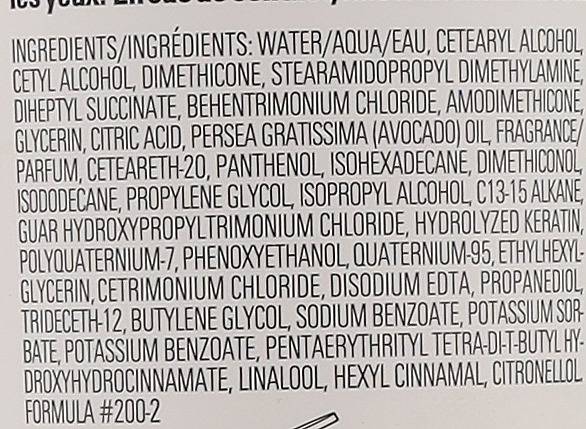 les yeux.
INGREDIENTS/INGRÉDIENTS: WATER/AQUA/EAU, CETEARYL ALCOHOL,
CETYL ALCOHOL, DIMETHICONE, STEARAMIDOPROPYL DIMETHYLAMINE,
DIHEPTYL SUCCINATE, BEHENTRIMONIUM CHLORIDE, AMODIMETHICONE,
GLYCERIN, CITRIC ACID, PERSEA GRATISSIMA (AVOCADO) OIL, FRAGRANCE/
PARFUM, CETEARETH-20, PANTHENOL, ISOHEXADECANE, DIMETHICONOL,
ISODODECANE, PROPYLENE GLYCOL, ISOPROPYL ALCOHOL, C13-15 ALKANE,
GUAR HYDROXYPROPYLTRIMONIUM CHLORIDE, HYDROLYZED KERATIN,
POLYQUATERNIUM-7, PHENOXYETHANOL, QUATERNIUM-95, ETHYLHEXYL-
GLYCERIN, CETRIMONIUM CHLORIDE, DISODIUM EDTA, PROPANEDIOL,
TRIDECETH-12, BUTYLENE GLYCOL, SODIUM BENZOATE, POTASSIUM SOR-
BATE, POTASSIUM BENZOATE, PENTAERYTHRITYL TETRA-DI-T-BUTYL HY-
DROXYHYDROCINNAMATE, LINALOOL, HEXYL CINNAMAL, CITRONELLOL
FORMULA #200-2